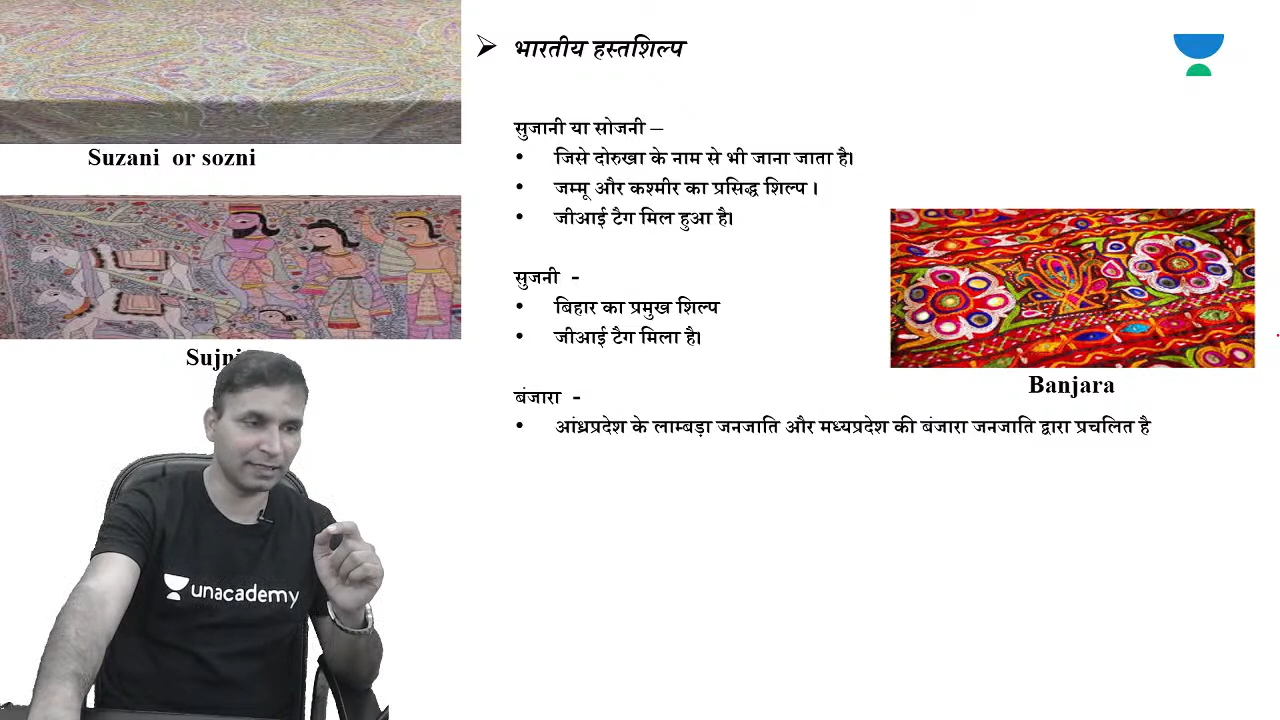 भारतीय हस्तशिल्प
Suzani or sozni
सुजानी या सोजनी –
जिसे दोरुखा के नाम से भी जाना जाता है।
जम्मू और कश्मीर का प्रसिद्ध शिल्प ।
जीआई टैग मिल हुआ है।
Sujni
सुजनी -
बिहार का प्रमुख शिल्प
जीआई टैग मिला है।
Banjara
बंजारा -
आंध्रप्रदेश के लाम्बड़ा जनजाति और मध्यप्रदेश की बंजारा जनजाति द्वारा प्रचलित है
unacademy